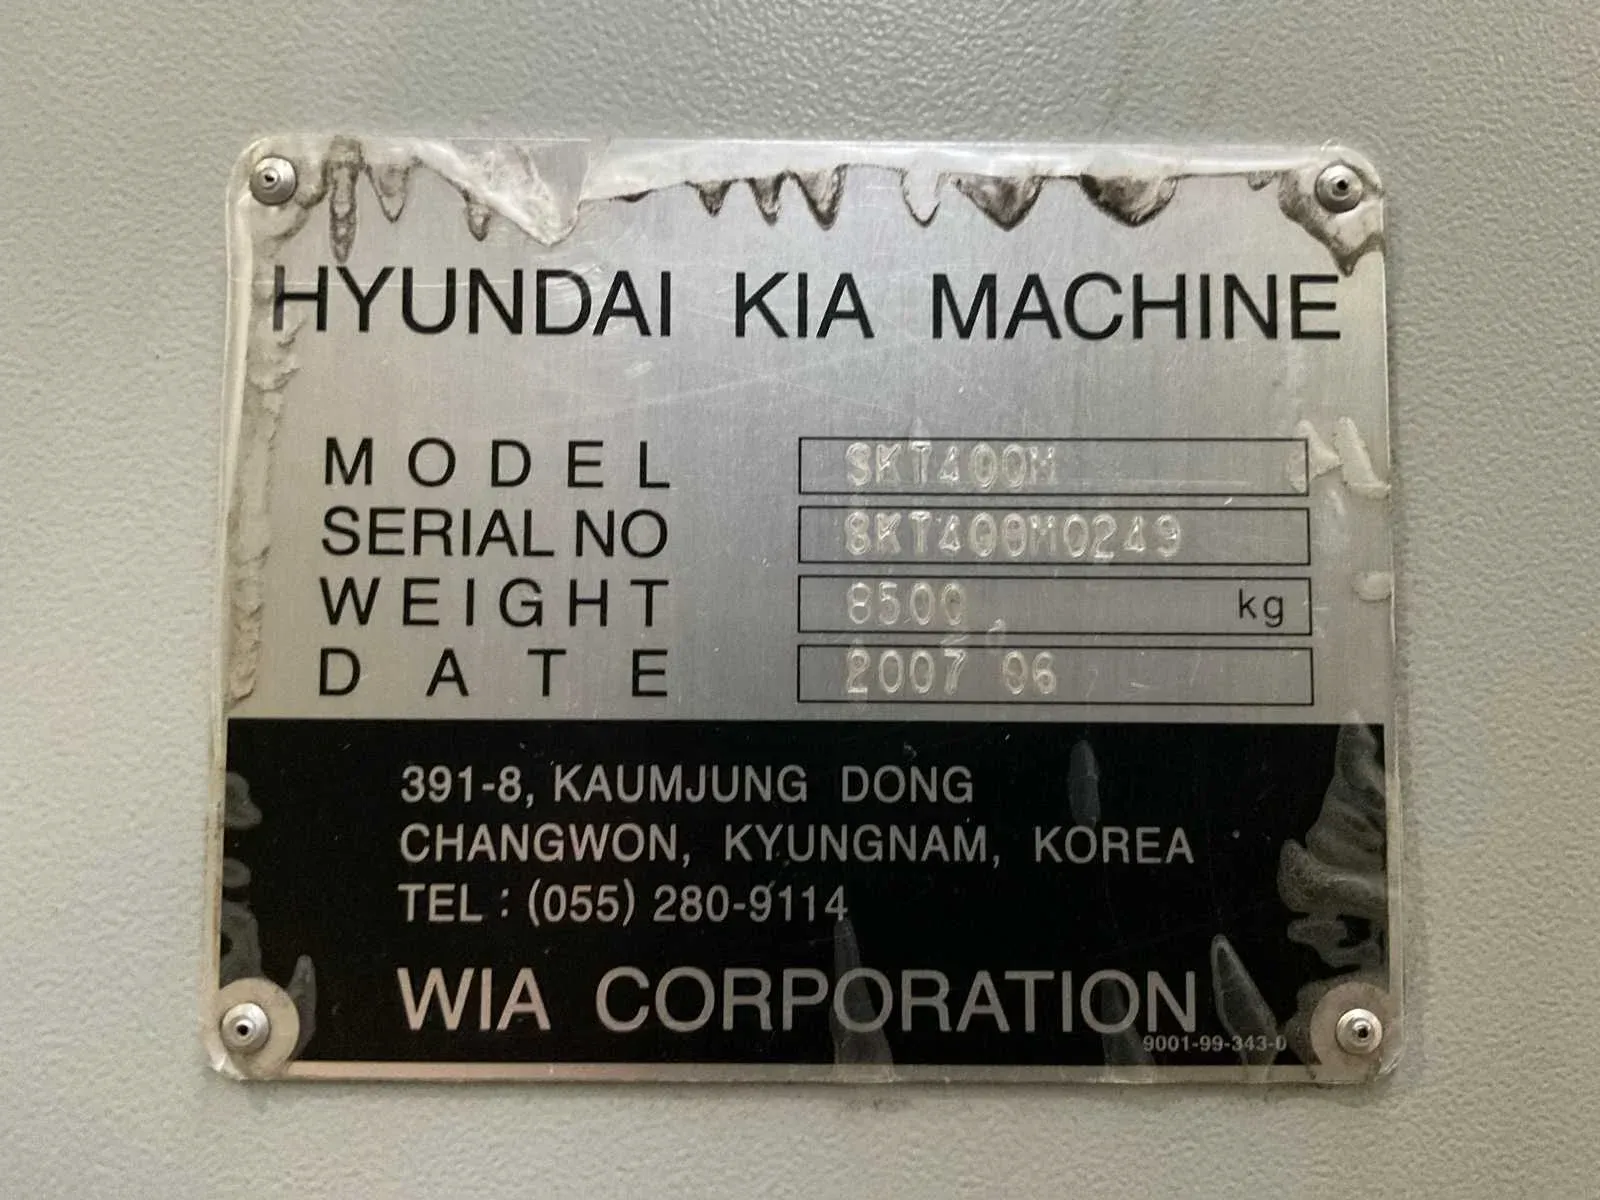 HYUNDAI KIA MACHINE
MODEL SKT400M
SERIAL NO SKT400M0249
WEIGHT 8500 kg
DATE 2007 06
391-8, KAUMJUNG DONG
CHANGWON, KYUNGNAM, KOREA
TEL : (055) 280-9114
WIA CORPORATION
9001-99-343-0